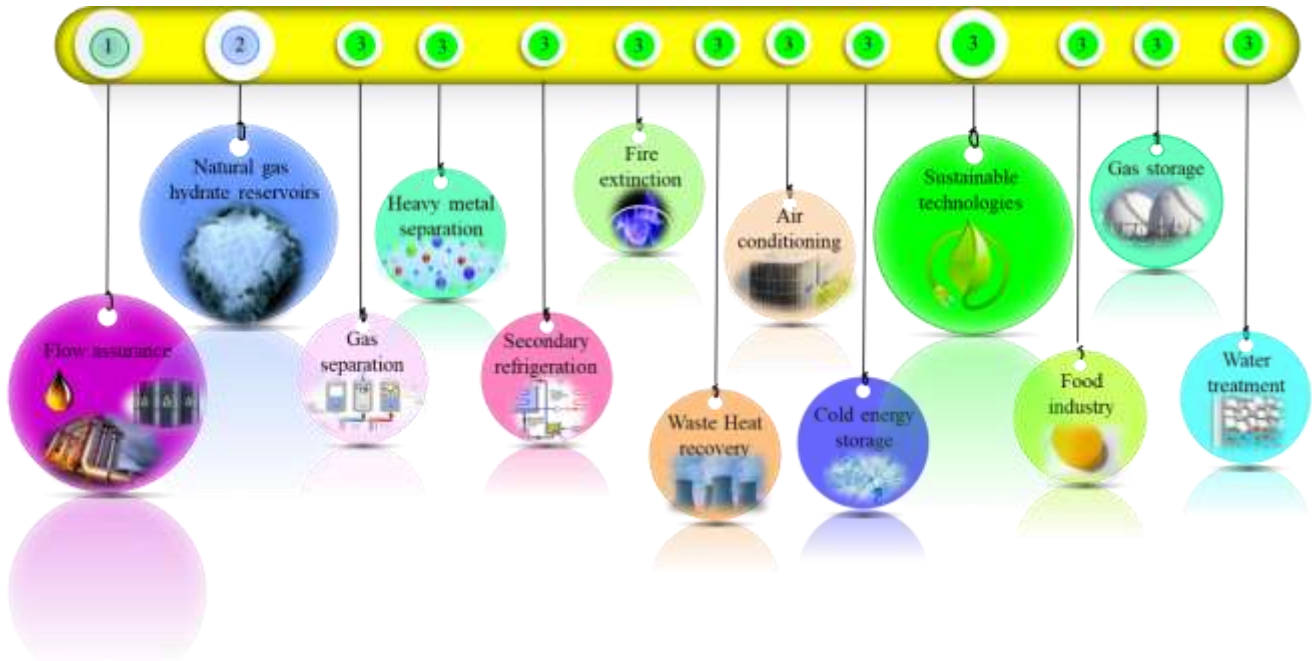 1
2
3
3
3
3
3
3
3
3
3
3
3
Flow assurance
Natural gas
hydrate reservoirs
Gas
separation
Heavy metal
separation
Secondary
refrigeration
Fire
extinction
Waste Heat
recovery
Air
conditioning
Cold energy
storage
Sustainable
technologies
Food
industry
Gas storage
Water
treatment